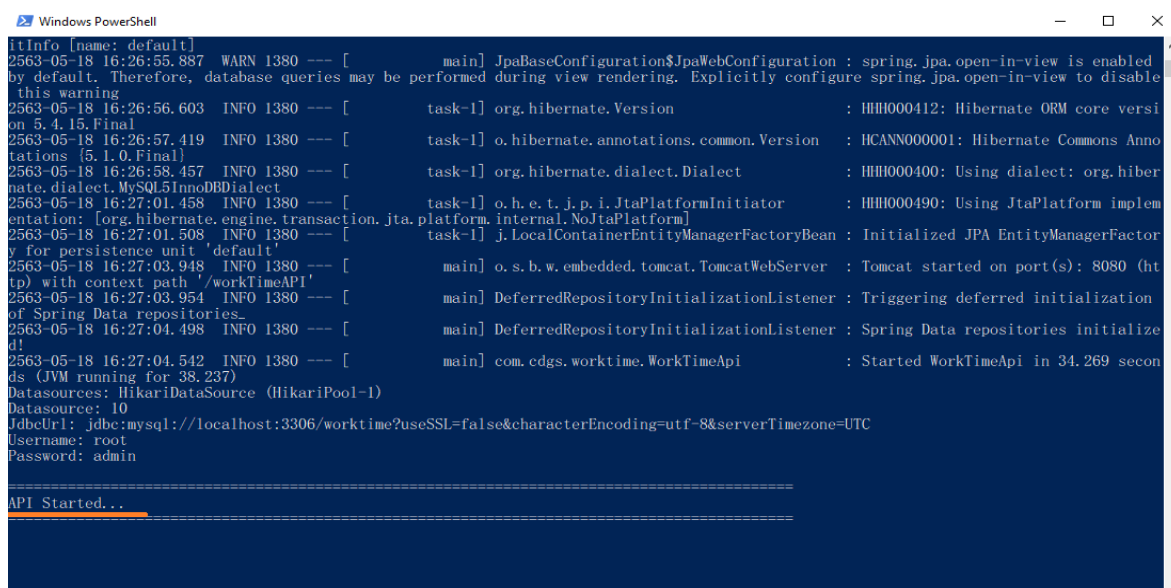 Windows PowerShell
itInfo [name: default]
2563-05-18 16:26:55.887  WARN 1380 --- [           main] JpaBaseConfiguration$JpaWebConfiguration : spring.jpa.open-in-view is enabled
by default. Therefore, database queries may be performed during view rendering. Explicitly configure spring.jpa.open-in-view to disable
 this warning
2563-05-18 16:26:56.603  INFO 1380 --- [         task-1] org.hibernate.Version                    : HHH000412: Hibernate ORM core versi
on 5.4.15.Final
2563-05-18 16:26:57.419  INFO 1380 --- [         task-1] o.hibernate.annotations.common.Version   : HCANN000001: Hibernate Commons Anno
tations {5.1.0.Final}
2563-05-18 16:26:58.457  INFO 1380 --- [         task-1] org.hibernate.dialect.Dialect            : HHH000400: Using dialect: org.hiber
nate.dialect.MySQL5InnoDBDialect
2563-05-18 16:27:01.458  INFO 1380 --- [         task-1] o.h.e.t.j.p.i.JtaPlatformInitiator       : HHH000490: Using JtaPlatform implem
entation: [org.hibernate.engine.transaction.jta.platform.internal.NoJtaPlatform]
2563-05-18 16:27:01.508  INFO 1380 --- [         task-1] j.LocalContainerEntityManagerFactoryBean : Initialized JPA EntityManagerFactor
y for persistence unit 'default'
2563-05-18 16:27:03.948  INFO 1380 --- [           main] o.s.b.w.embedded.tomcat.TomcatWebServer  : Tomcat started on port(s): 8080 (ht
tp) with context path '/workTimeAPI'
2563-05-18 16:27:03.954  INFO 1380 --- [           main] DeferredRepositoryInitializationListener : Triggering deferred initialization
of Spring Data repositories…
2563-05-18 16:27:04.498  INFO 1380 --- [           main] DeferredRepositoryInitializationListener : Spring Data repositories initialize
d!
2563-05-18 16:27:04.542  INFO 1380 --- [           main] com.cdgs.worktime.WorkTimeApi            : Started WorkTimeApi in 34.269 secon
ds (JVM running for 38.237)
Datasources: HikariDataSource (HikariPool-1)
Datasource: 10
JdbcUrl: jdbc:mysql://localhost:3306/worktime?useSSL=false&characterEncoding=utf-8&serverTimezone=UTC
Username: root
Password: admin
=============================================================================================
API Started...
=============================================================================================